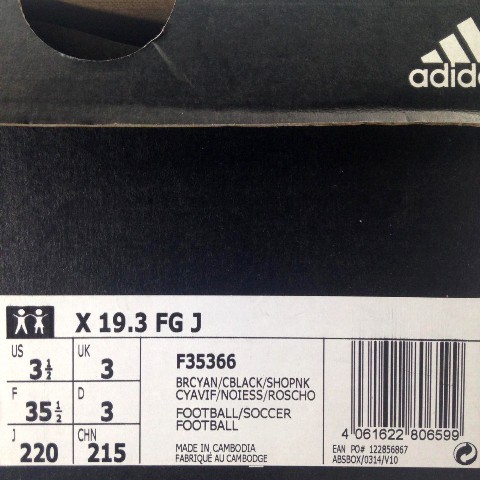 adidas
X 19.3 FG J
US 3½ UK 3
F 35½ D 3
J 220 CHN 215
F35366
BRCYAN/CBLACK/SHOPNK
CYAVIF/NOIESS/ROSCHO
FOOTBALL/SOCCER
FOOTBALL
MADE IN CAMBODIA
FABRIQUÉ AU CAMBODGE
4 061622 806599
EAN PO# 122856867
ABSBOX/0314/V10